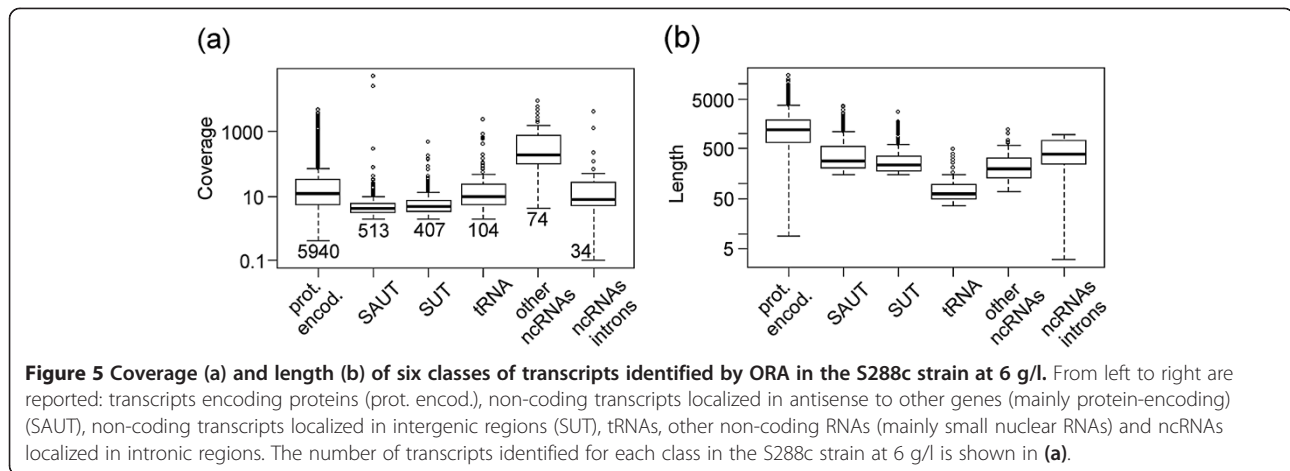 (a)
Coverage
1000
10
0.1
5940
513
407
104
74
34
prot.
encod.
SAUT
SUT
tRNA
other
ncRNAs
ncRNAs
introns
(b)
Length
5000
500
50
5
prot.
encod.
SAUT
SUT
tRNA
other
ncRNAs
ncRNAs
introns
Figure 5 Coverage (a) and length (b) of six classes of transcripts identified by ORA in the S288c strain at 6 g/l. From left to right are
reported: transcripts encoding proteins (prot. encod.), non-coding transcripts localized in antisense to other genes (mainly protein-encoding)
(SAUT), non-coding transcripts localized in intergenic regions (SUT), tRNAs, other non-coding RNAs (mainly small nuclear RNAs) and ncRNAs
localized in intronic regions. The number of transcripts identified for each class in the S288c strain at 6 g/l is shown in (a).